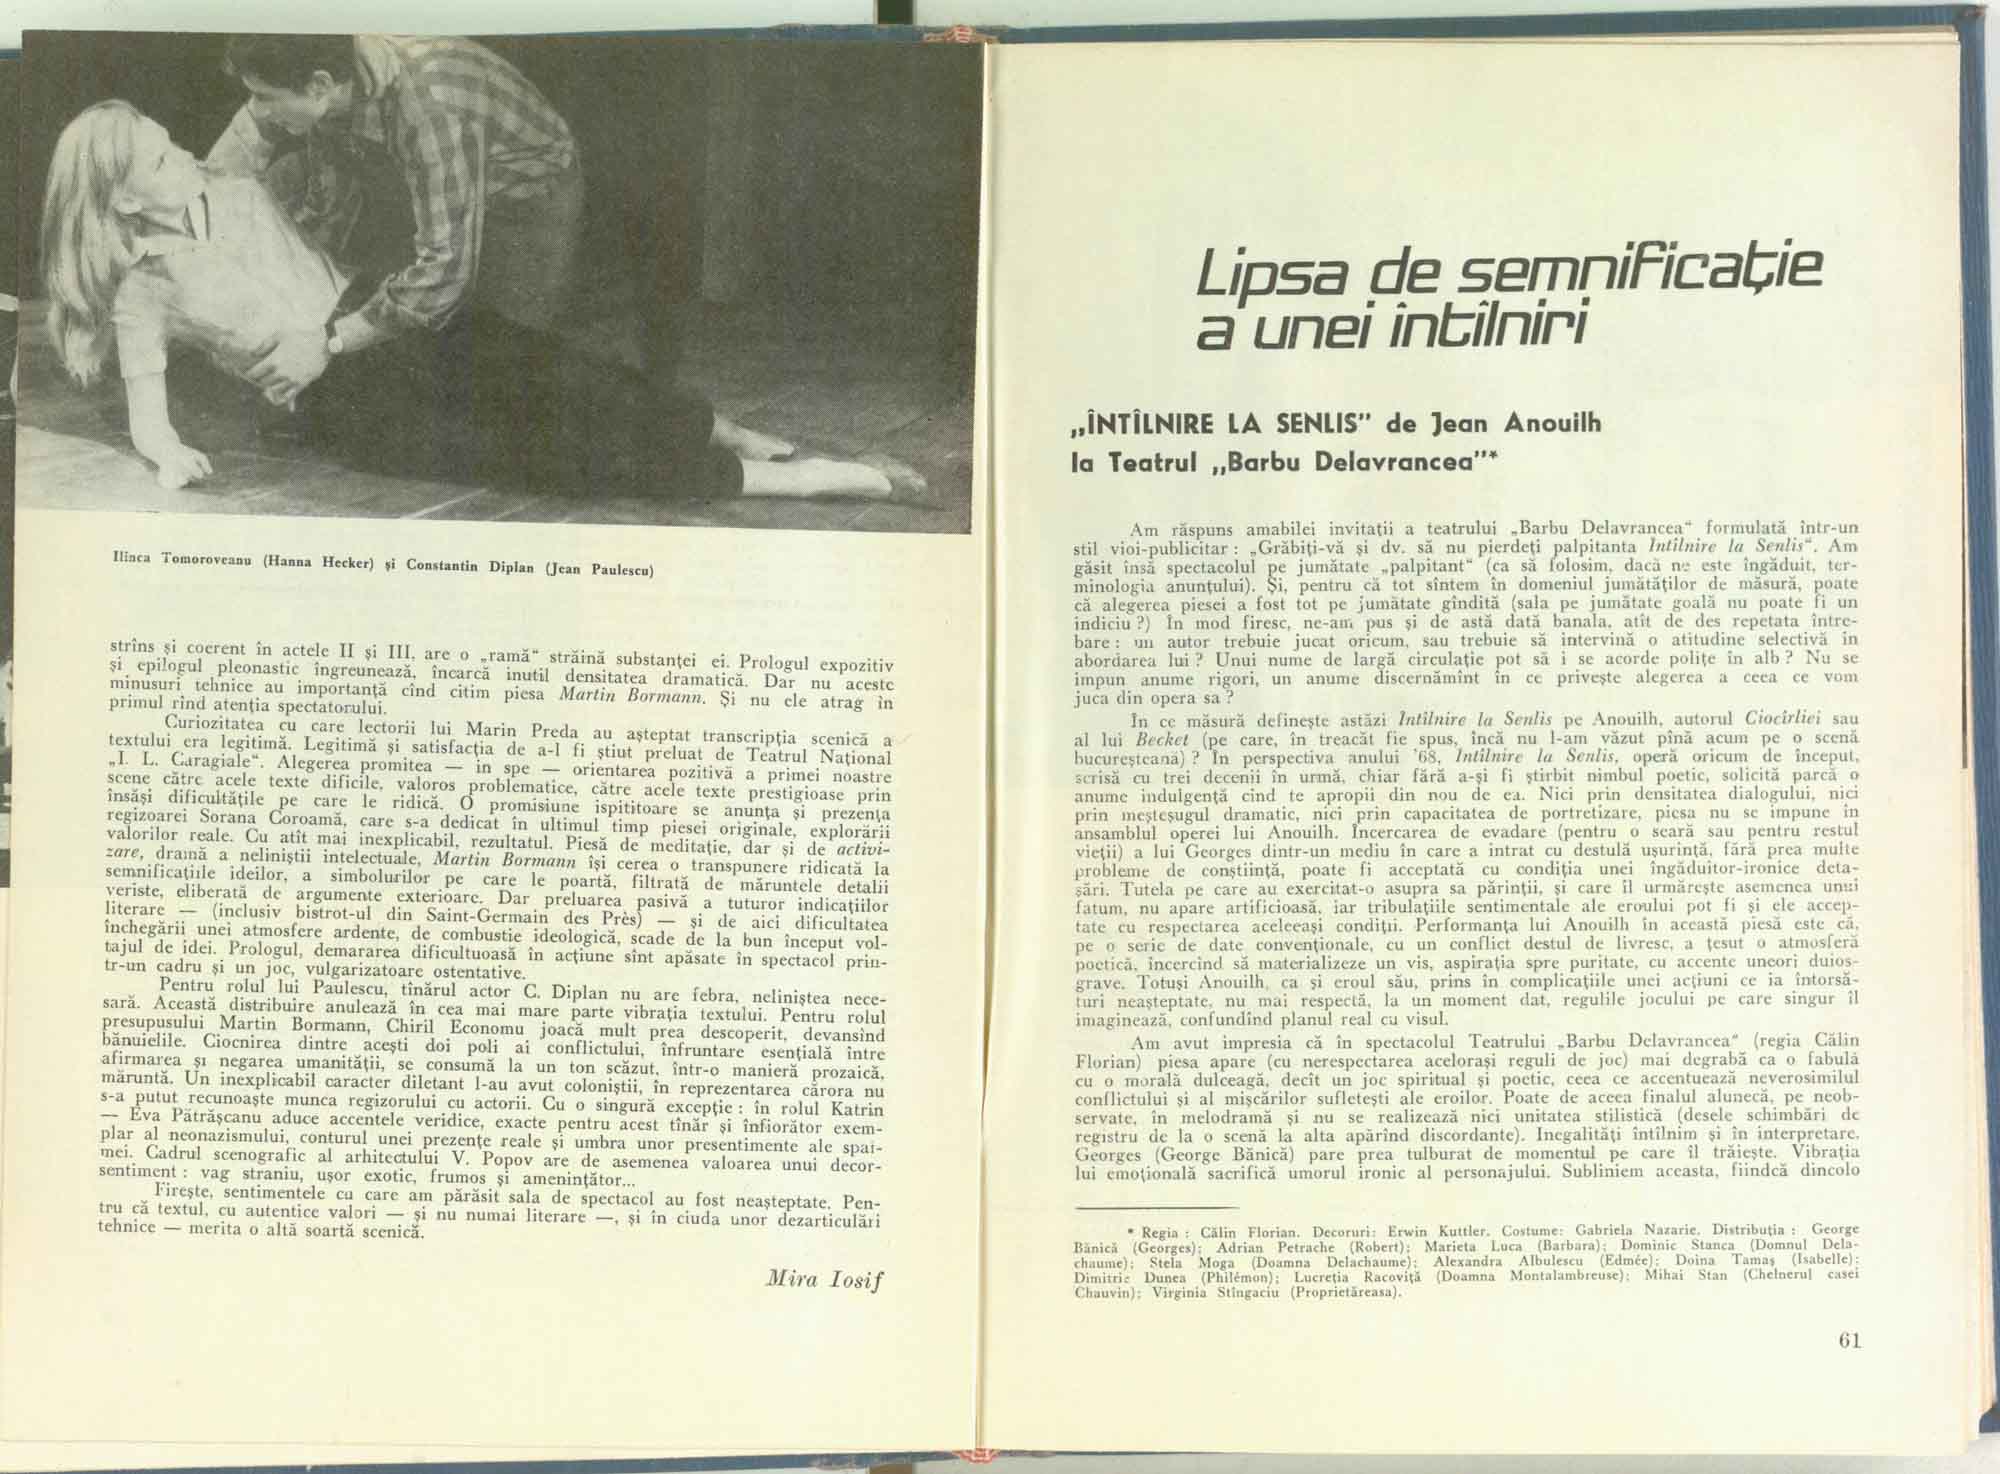 Ilinca Tomoroveanu (Hanna Hecker) și Constantin Diplan (Jean Paulescu)
strîns și coerent în actele II și III, are o „ramă“ străină substanței ei. Prologul expozitiv
și epilogul pleonastic îngreunează, încarcă inutil densitatea dramatică. Dar nu aceste
minusuri tehnice au importanță cînd citim piesa Martin Bormann. Și nu ele atrag în
primul rînd atenția spectatorului.
Curiozitatea cu care lectorii lui Marin Preda au așteptat transcripția scenică a
textului era legitimă. Legitimă și satisfacția de a-l fi știut preluat de Teatrul Național
„I. L. Caragiale“. Alegerea promitea — in spe — orientarea pozitivă a primei noastre
scene către acele texte dificile, valoros problematice, către acele texte prestigioase prin
însăși dificultățile pe care le ridică. O promisiune ispititoare se anunța și prezența
regizoarei Sorana Coroamă, care s-a dedicat în ultimul timp piesei originale, explorării
valorilor reale. Cu atît mai inexplicabil, rezultatul. Piesă de meditație, dar și de activi-
zare, dramă a neliniștii intelectuale, Martin Bormann își cerea o transpunere ridicată la
semnificațiile ideilor, a simbolurilor pe care le poartă, filtrată de măruntele detalii
veriste, eliberată de argumente exterioare. Dar preluarea pasivă a tuturor indicațiilor
literare — (inclusiv bistrot-ul din Saint-Germain des Près) — și de aici dificultatea
închegării unei atmosfere ardente, de combustie ideologică, scade de la bun început vol-
tajul de idei. Prologul, demararea dificultuoasă în acțiune sînt apăsate în spectacol prin-
tr-un cadru și un joc, vulgarizatoare ostentative.
Pentru rolul lui Paulescu, tînărul actor C. Diplan nu are febra, neliniștea nece-
sară. Această distribuire anulează în cea mai mare parte vibrația textului. Pentru rolul
presupusului Martin Bormann, Chiril Economu joacă mult prea descoperit, devansînd
bănuielile. Ciocnirea dintre acești doi poli ai conflictului, înfruntare esențială între
afirmarea și negarea umanității, se consumă la un ton scăzut, într-o manieră prozaică,
măruntă. Un inexplicabil caracter diletant l-au avut coloniștii, în reprezentarea cărora nu
s-a putut recunoaște munca regizorului cu actorii. Cu o singură excepție : în rolul Katrin
— Eva Pătrășcanu aduce accentele veridice, exacte pentru acest tînăr și înfiorător exem-
plar al neonazismului, conturul unei prezențe reale și umbra unor presentimente ale spai-
mei. Cadrul scenografic al arhitectului V. Popov are de asemenea valoarea unui decor-
sentiment : vag straniu, ușor exotic, frumos și amenințător...
Firește, sentimentele cu care am părăsit sala de spectacol au fost neașteptate. Pen-
tru că textul, cu autentice valori — și nu numai literare —, și în ciuda unor dezarticulări
tehnice — merita o altă soartă scenică.
Mira Iosif
Lipsa de semnificație
a unei întîlniri
„ÎNTÎLNIRE LA SENLIS” de Jean Anouilh
la Teatrul „Barbu Delavrancea”*
Am răspuns amabilei invitații a teatrului „Barbu Delavrancea“ formulată într-un
stil vioi-publicitar : „Grăbiți-vă și dv. să nu pierdeți palpitanta Întîlnire la Senlis“. Am
găsit însă spectacolul pe jumătate „palpitant“ (ca să folosim, dacă ne este îngăduit, ter-
minologia anunțului). Și, pentru că tot sîntem în domeniul jumătăților de măsură, poate
că alegerea piesei a fost tot pe jumătate gîndită (sala pe jumătate goală nu poate fi un
indiciu ?) În mod firesc, ne-am pus și de astă dată banala, atît de des repetata între-
bare : un autor trebuie jucat oricum, sau trebuie să intervină o atitudine selectivă în
abordarea lui ? Unui nume de largă circulație pot să i se acorde polițe în alb ? Nu se
impun anume rigori, un anume discernămînt în ce privește alegerea a ceea ce vom
juca din opera sa ?
În ce măsură definește astăzi Întîlnire la Senlis pe Anouilh, autorul Ciocîrliei sau
al lui Becket (pe care, în treacăt fie spus, încă nu l-am văzut pînă acum pe o scenă
bucureșteană) ? În perspectiva anului '68, Întîlnire la Senlis, operă oricum de început,
scrisă cu trei decenii în urmă, chiar fără a-și fi știrbit nimbul poetic, solicită parcă o
anume indulgență cînd te apropii din nou de ea. Nici prin densitatea dialogului, nici
prin meșteșugul dramatic, nici prin capacitatea de portretizare, piesa nu se impune în
ansamblul operei lui Anouilh. Încercarea de evadare (pentru o seară sau pentru restul
vieții) a lui Georges dintr-un mediu în care a intrat cu destulă ușurință, fără prea multe
probleme de conștiință, poate fi acceptată cu condiția unei îngăduitor-ironice deta-
șări. Tutela pe care au exercitat-o asupra sa părinții, și care îl urmărește asemenea unui
fatum, nu apare artificioasă, iar tribulațiile sentimentale ale eroului pot fi și ele accep-
tate cu respectarea aceleeași condiții. Performanța lui Anouilh în această piesă este că,
pe o serie de date convenționale, cu un conflict destul de livresc, a țesut o atmosferă
poetică, încercînd să materializeze un vis, aspirația spre puritate, cu accente uneori duios-
grave. Totuși Anouilh, ca și eroul său, prins în complicațiile unei acțiuni ce ia întorsă-
turi neașteptate, nu mai respectă, la un moment dat, regulile jocului pe care singur îl
imaginează, confundînd planul real cu visul.
Am avut impresia că în spectacolul Teatrului „Barbu Delavrancea“ (regia Călin
Florian) piesa apare (cu nerespectarea acelorași reguli de joc) mai degrabă ca o fabulă
cu o morală dulceagă, decît un joc spiritual și poetic, ceea ce accentuează neverosimilul
conflictului și al mișcărilor sufletești ale eroilor. Poate de aceea finalul alunecă, pe neob-
servate, în melodramă și nu se realizează nici unitatea stilistică (desele schimbări de
registru de la o scenă la alta apărînd discordante). Inegalități întîlnim și în interpretare.
Georges (George Bănică) pare prea tulburat de momentul pe care îl trăiește. Vibrația
lui emoțională sacrifică umorul ironic al personajului. Subliniem aceasta, fiindcă dincolo
* Regia : Călin Florian. Decoruri: Erwin Kuttler. Costume: Gabriela Nazarie. Distribuția : George
Bănică (Georges); Adrian Petrache (Robert); Marieta Luca (Barbara); Dominic Stanca (Domnul Dela-
chaume); Stela Moga (Doamna Delachaume); Alexandra Albulescu (Edmée); Doina Tamaș (Isabelle);
Dimitrie Dunea (Philémon); Lucreția Racoviță (Doamna Montalambreuse); Mihai Stan (Chelnerul casei
Chauvin); Virginia Stîngaciu (Proprietăreasa).
61